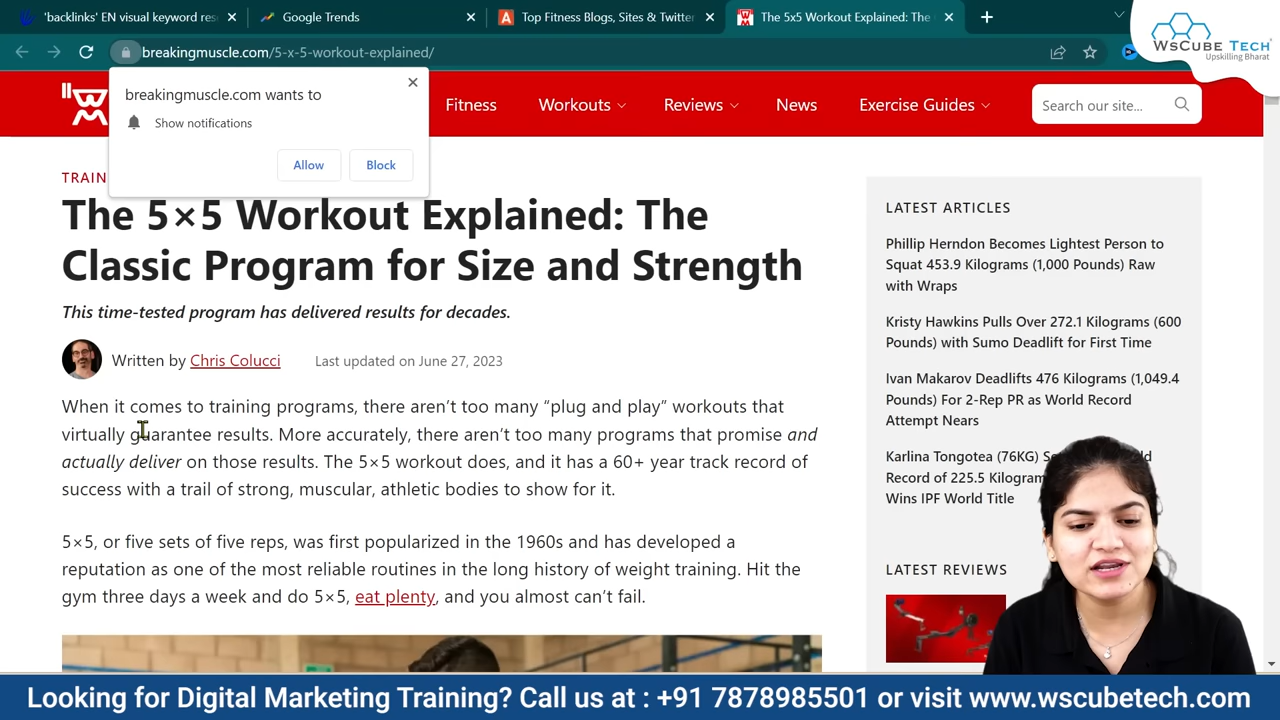 'backlinks' EN visual keyword res
Google Trends
Top Fitness Blogs, Sites & Twitter
The 5x5 Workout Explained: The
breakingmuscle.com/5-x-5-workout-explained/
WSCUBE TECH
Upskilling Bharat
breakingmuscle.com wants to
Show notifications
Allow
Block
Fitness
Workouts
Reviews
News
Exercise Guides
Search our site...
TRAIN
The 5×5 Workout Explained: The
Classic Program for Size and Strength
This time-tested program has delivered results for decades.
Written by Chris Colucci
Last updated on June 27, 2023
When it comes to training programs, there aren't too many “plug and play” workouts that
virtually guarantee results. More accurately, there aren't too many programs that promise and
actually deliver on those results. The 5×5 workout does, and it has a 60+ year track record of
success with a trail of strong, muscular, athletic bodies to show for it.
5×5, or five sets of five reps, was first popularized in the 1960s and has developed a
reputation as one of the most reliable routines in the long history of weight training. Hit the
gym three days a week and do 5×5, eat plenty, and you almost can't fail.
LATEST ARTICLES
Phillip Herndon Becomes Lightest Person to
Squat 453.9 Kilograms (1,000 Pounds) Raw
with Wraps
Kristy Hawkins Pulls Over 272.1 Kilograms (600
Pounds) with Sumo Deadlift for First Time
Ivan Makarov Deadlifts 476 Kilograms (1,049.4
Pounds) For 2-Rep PR as World Record
Attempt Nears
Karlina Tongotea (76KG)
Record of 225.5 Kilogram
Wins IPF World Title
LATEST REVIEWS
Looking for Digital Marketing Training? Call us at : +91 7878985501 or visit www.wscubetech.com